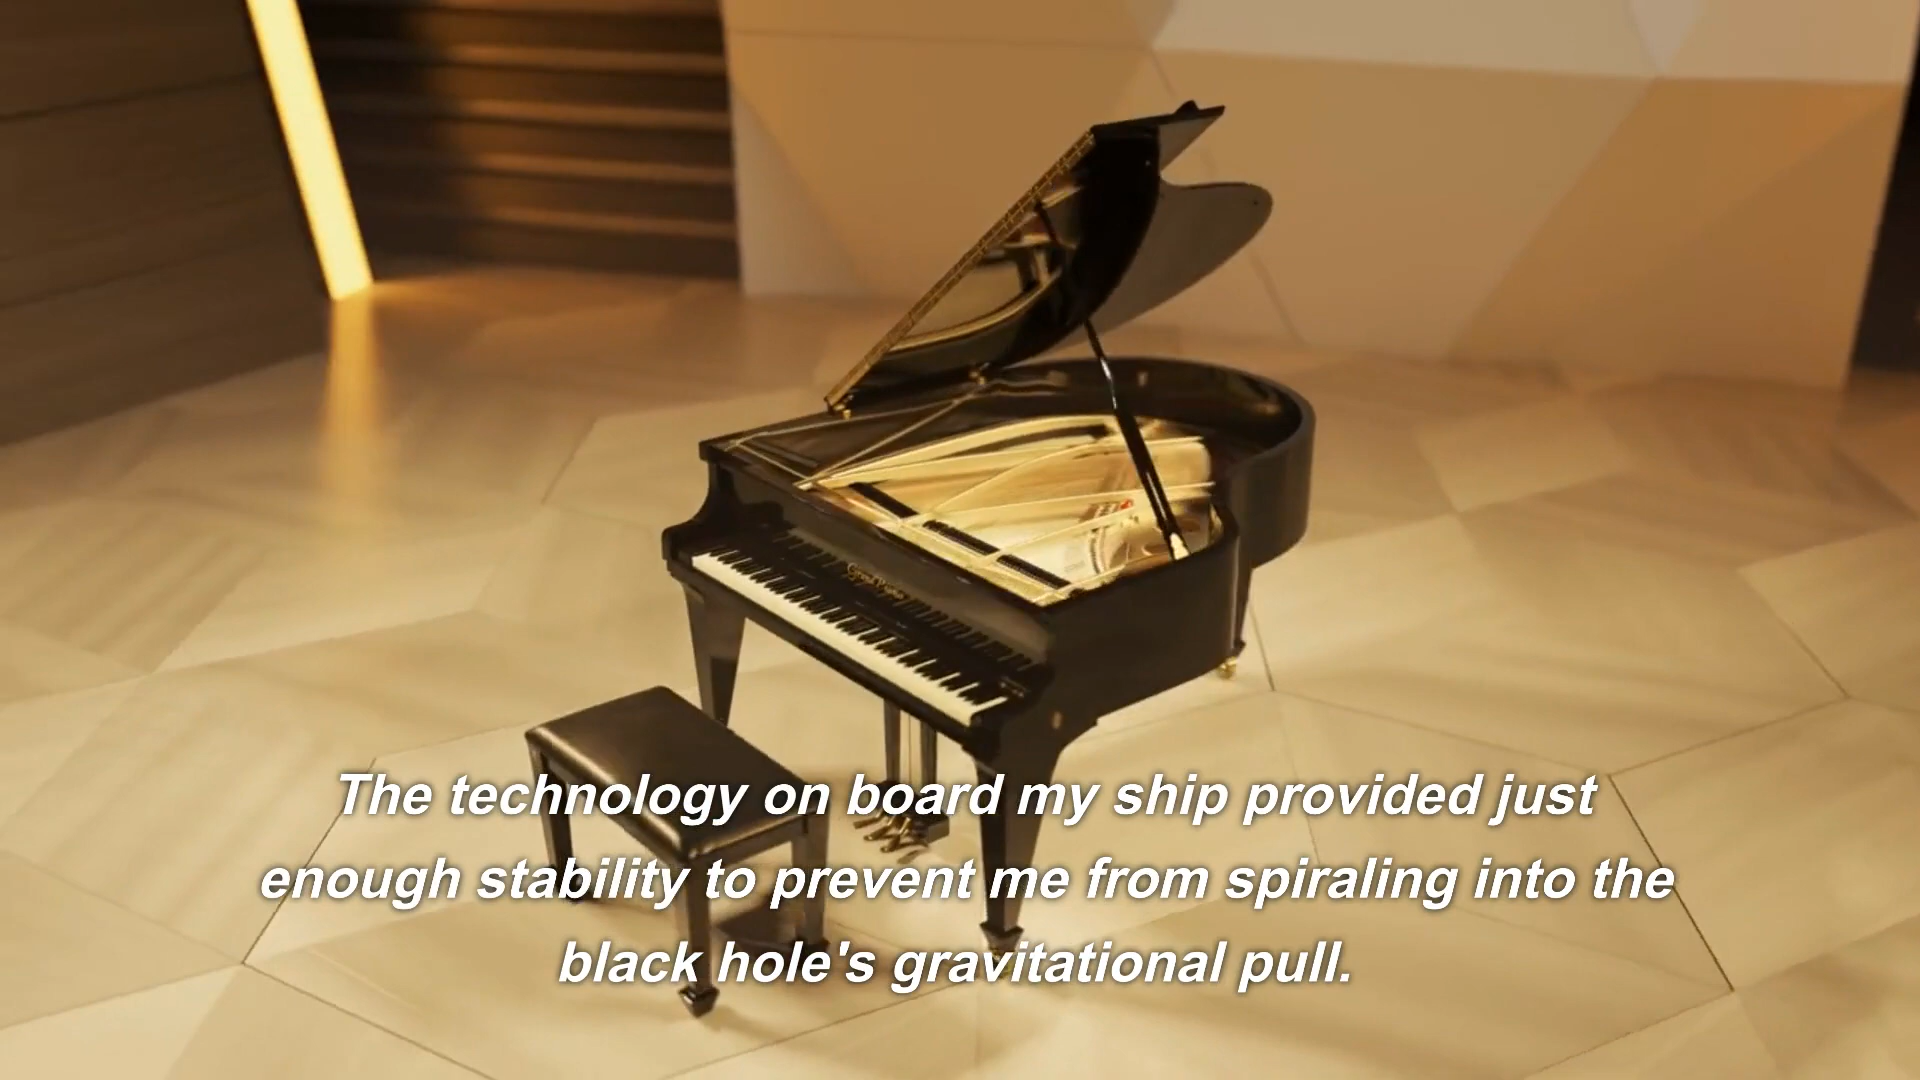 The technology on board my ship provided just
enough stability to prevent me from spiraling into the
black hole's gravitational pull.